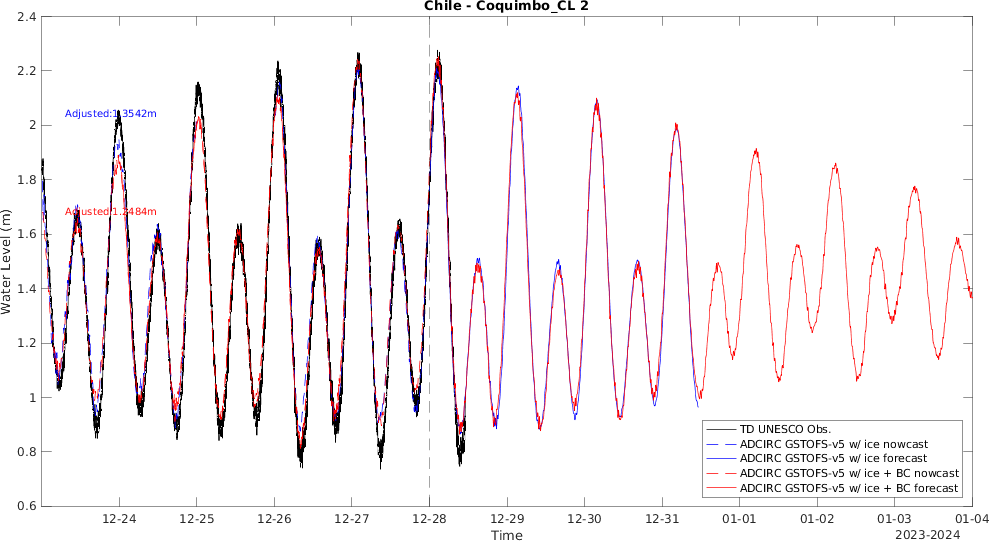 Chile - Coquimbo_CL 2
2.4
2.2
2
1.8
1.6
1.4
1.2
1
0.8
0.6
Water Level (m)
Adjusted:1.3542m
Adjusted:1.2484m
TD UNESCO Obs.
ADCIRC GSTOFS-v5 w/ ice nowcast
ADCIRC GSTOFS-v5 w/ ice forecast
ADCIRC GSTOFS-v5 w/ ice + BC nowcast
ADCIRC GSTOFS-v5 w/ ice + BC forecast
12-24 12-25 12-26 12-27 12-28 12-29 12-30 12-31 01-01 01-02 01-03 01-04
Time
2023-2024